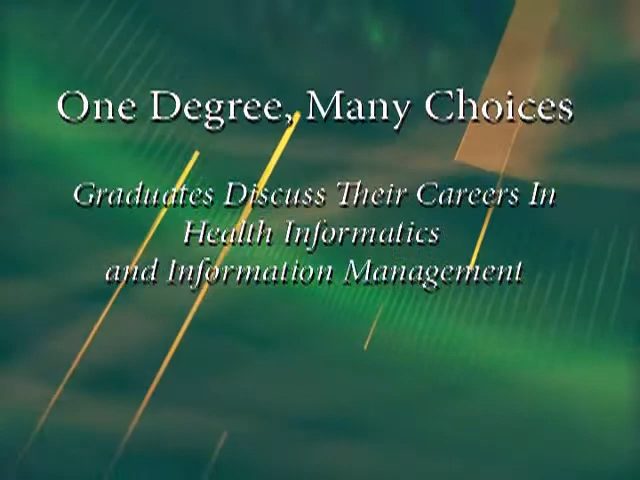 One Degree, Many Choices
Graduates Discuss Their Careers In
Health Informatics
and Information Management